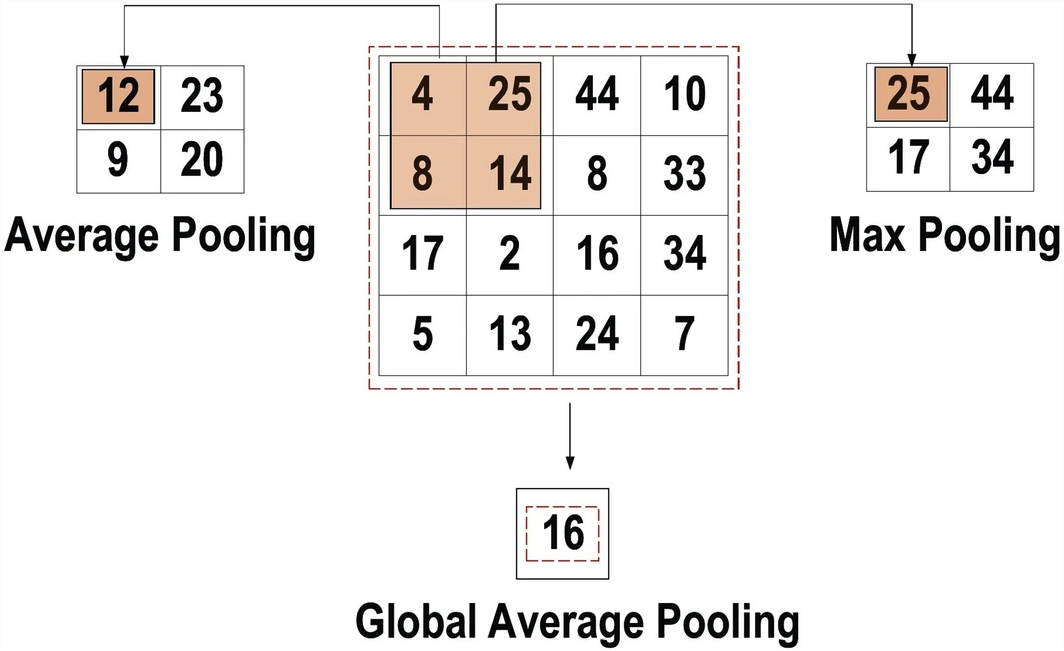 12 23
9 20
Average Pooling
4 25 44 10
8 14 8 33
17 2 16 34
5 13 24 7
25 44
17 34
Max Pooling
16
Global Average Pooling